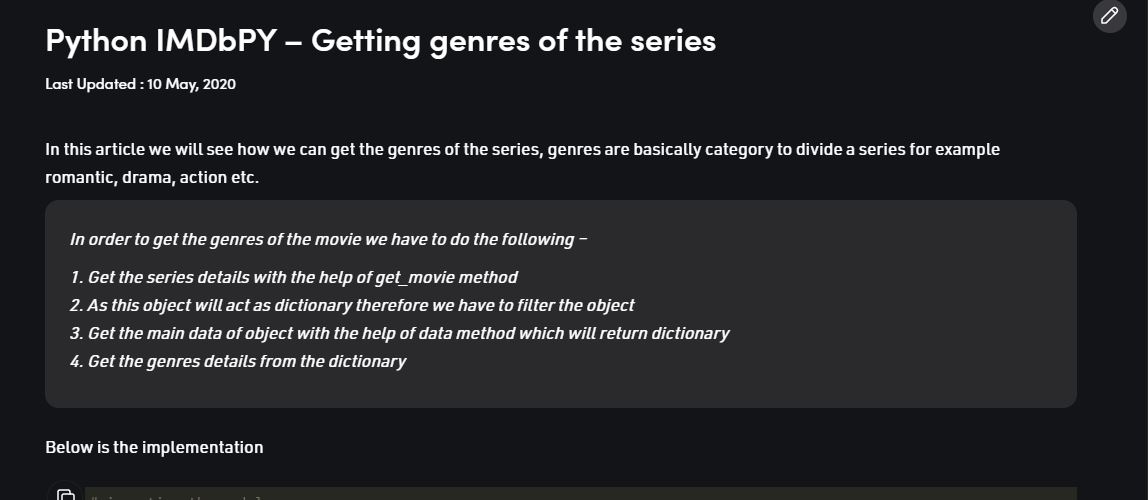 Python IMDbPY – Getting genres of the series
Last Updated : 10 May, 2020
In this article we will see how we can get the genres of the series, genres are basically category to divide a series for example
romantic, drama, action etc.
In order to get the genres of the movie we have to do the following –
1. Get the series details with the help of get_movie method
2. As this object will act as dictionary therefore we have to filter the object
3. Get the main data of object with the help of data method which will return dictionary
4. Get the genres details from the dictionary
Below is the implementation